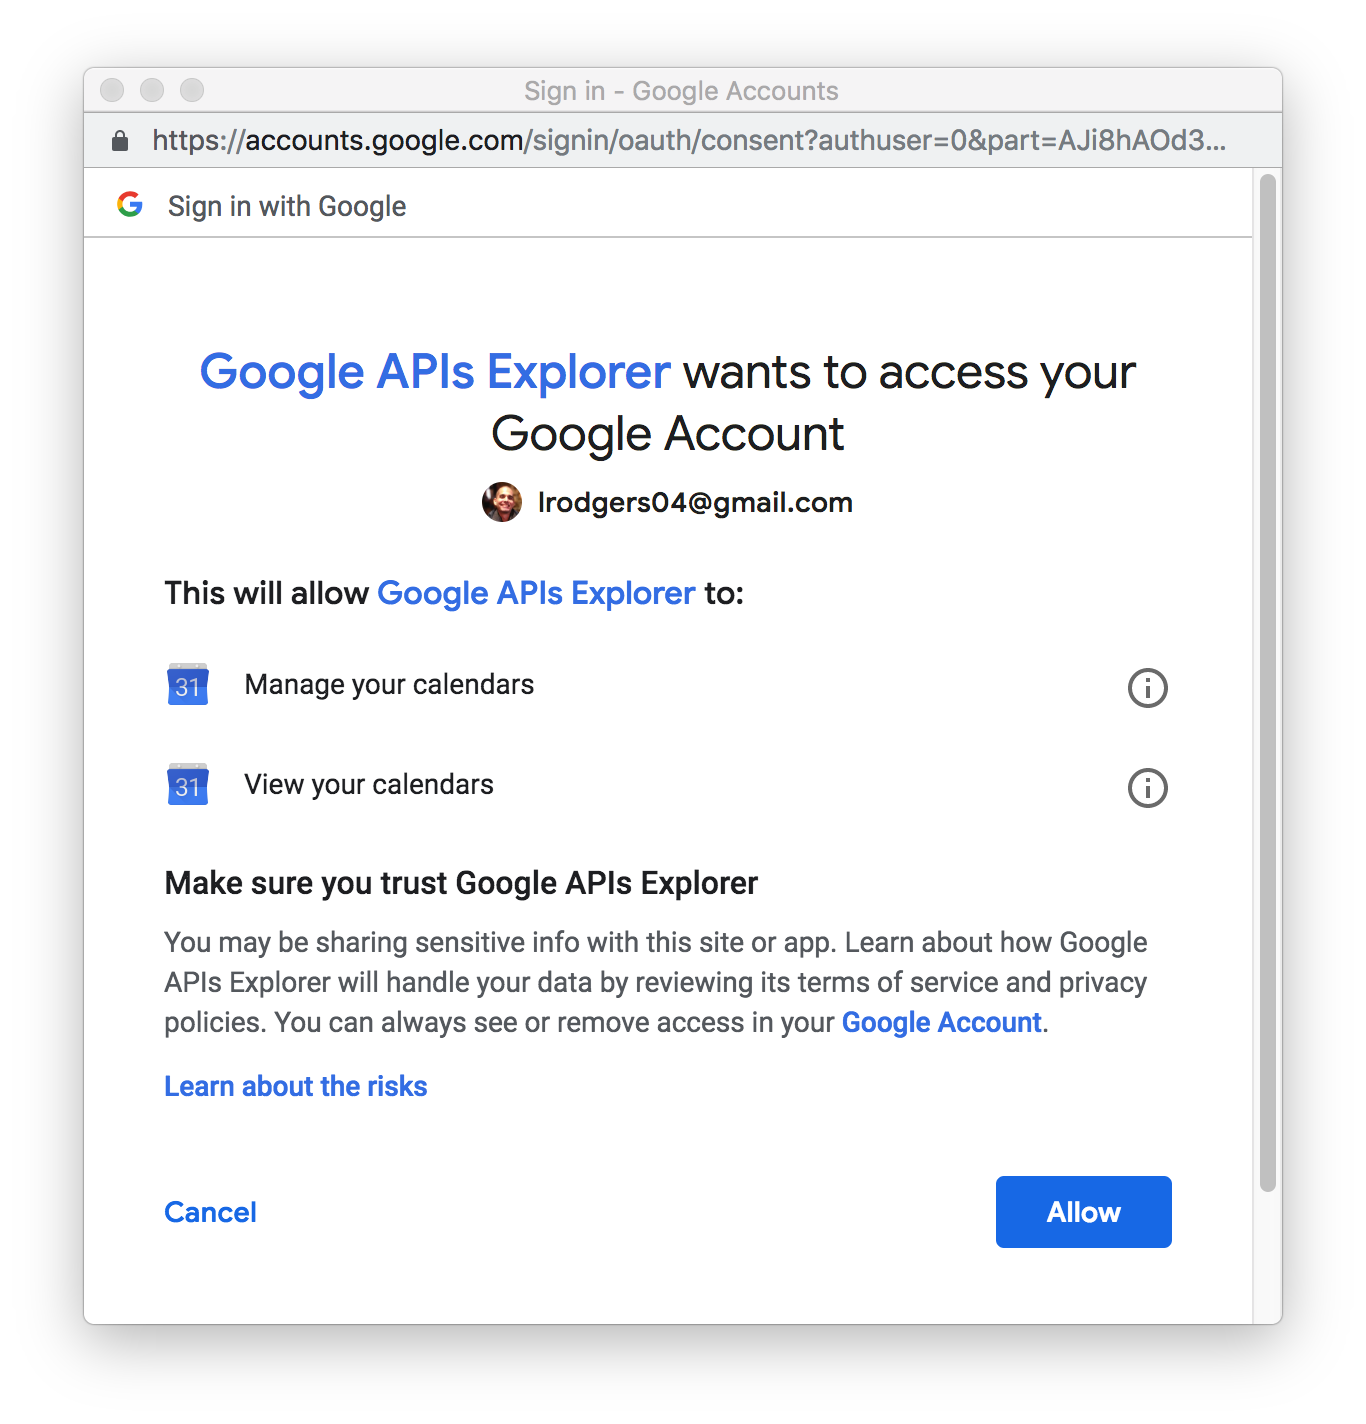 Sign in - Google Accounts
https://accounts.google.com/signin/oauth/consent?authuser=0&part=AJi8hAOd3...
Sign in with Google
Google APIs Explorer wants to access your
Google Account
lrodgers04@gmail.com
This will allow Google APIs Explorer to:
31 Manage your calendars
31 View your calendars
Make sure you trust Google APIs Explorer
You may be sharing sensitive info with this site or app. Learn about how Google
APIs Explorer will handle your data by reviewing its terms of service and privacy
policies. You can always see or remove access in your Google Account.
Learn about the risks
Cancel Allow